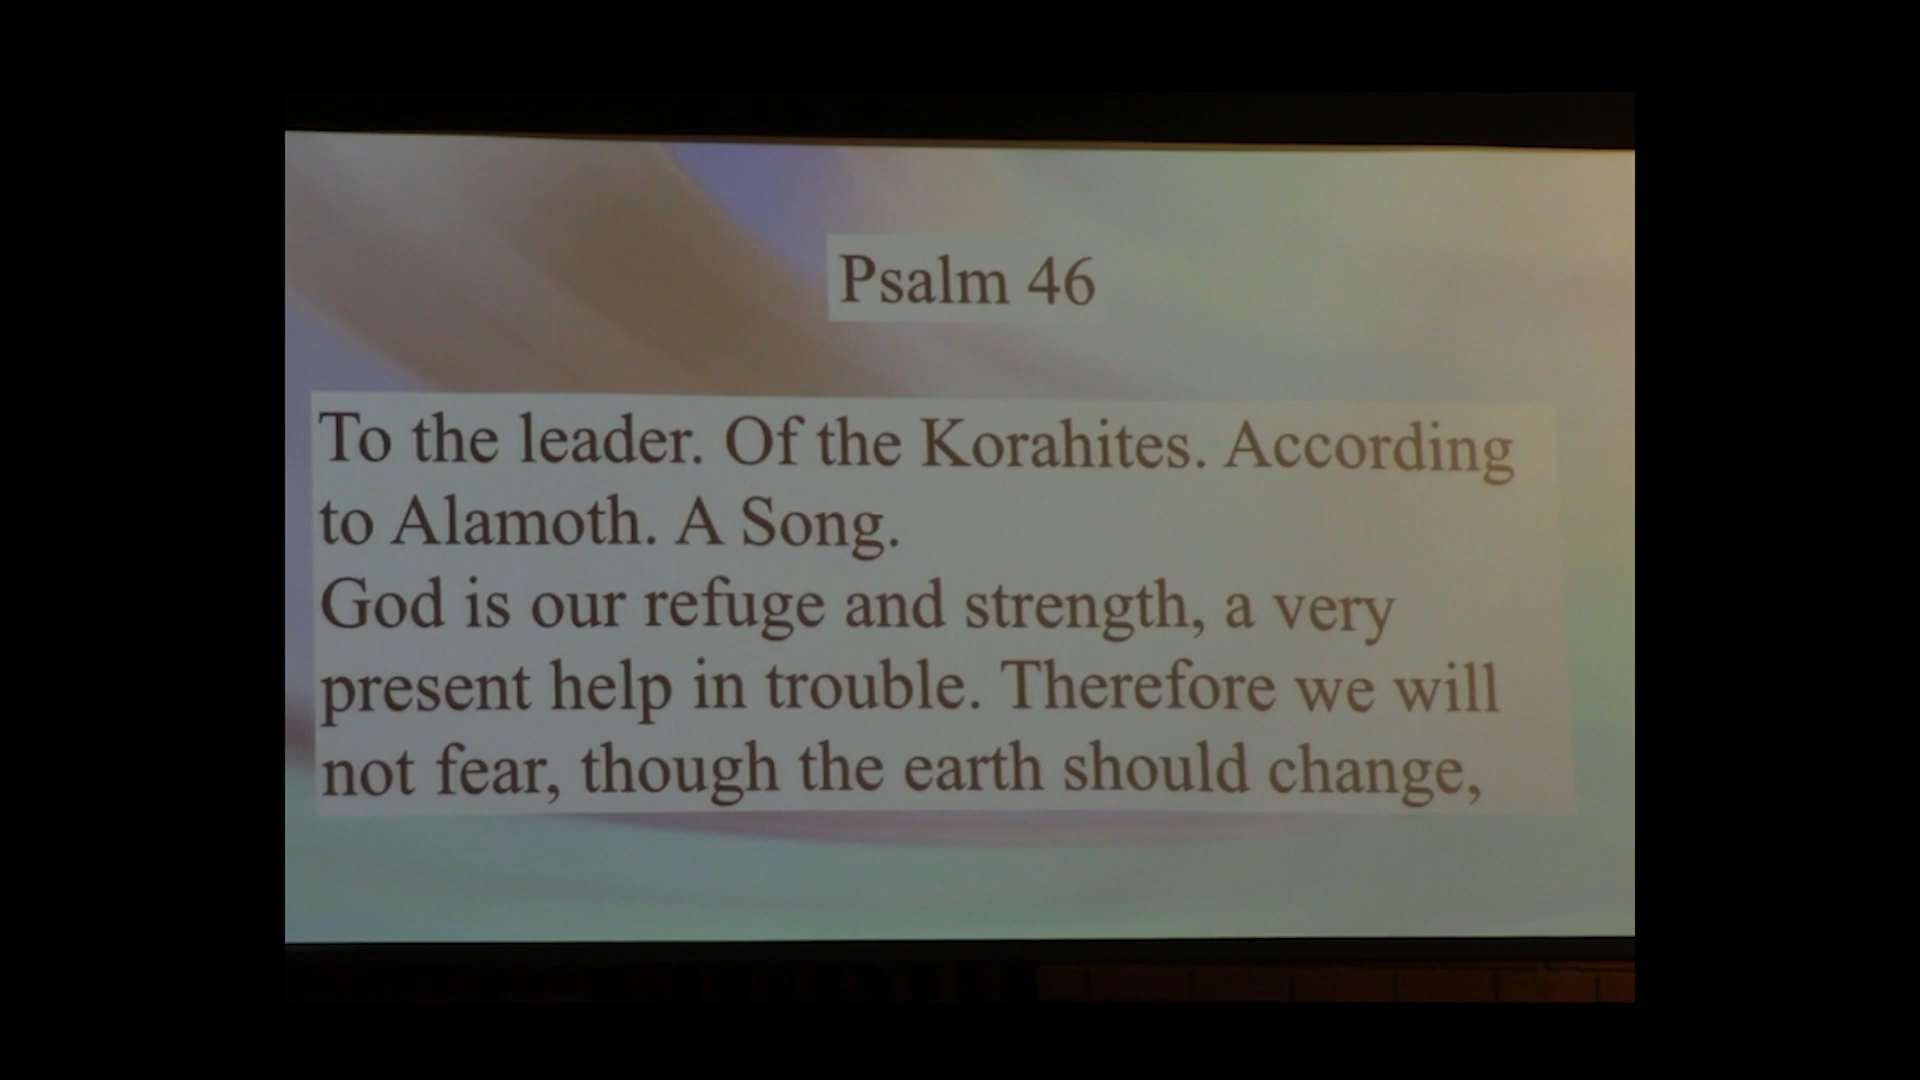 Psalm 46
To the leader. Of the Korahites. According
to Alamoth. A Song.
God is our refuge and strength, a very
present help in trouble. Therefore we will
not fear, though the earth should change,